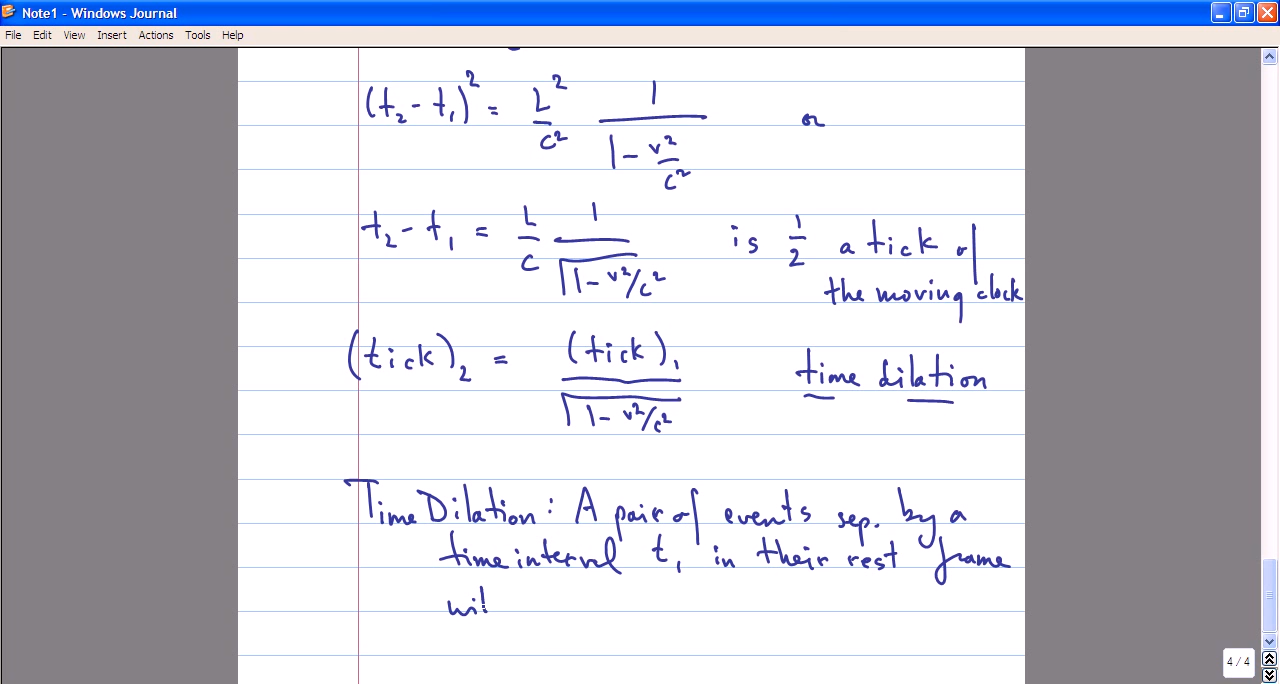 Note1 - Windows Journal
File Edit View Insert Actions Tools Help
(t₂ - t₁)² = L²/c² 1/(1 - v²/c²) or
t₂ - t₁ = L/c 1/√(1 - v²/c²) is 1/2 a tick of
the moving clock
(tick)₂ = (tick)₁/√(1 - v²/c²) time dilation
Time Dilation: A pair of events sep. by a
time interval t₁ in their rest frame
wil
4 / 4